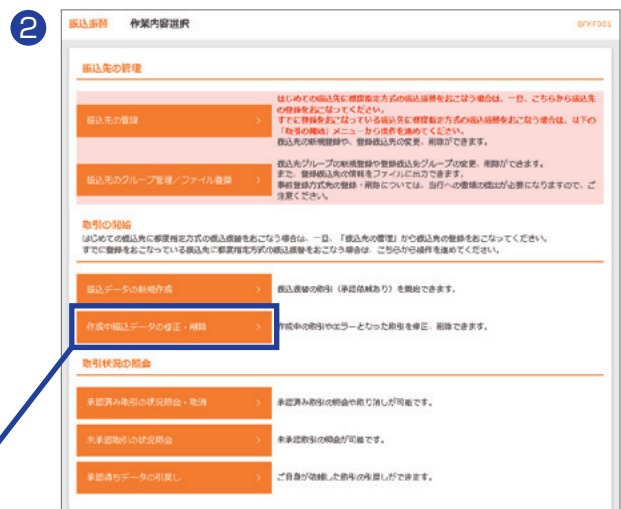 2
振込振替 作業内容選択
BFKF001
振込先の管理
振込先の管理
はじめての振込先に都度指定方式の振込振替をおこなう場合は、一旦、こちらから振込先
の登録をおこなってください。
すでに登録をおこなっている振込先に都度指定方式の振込振替をおこなう場合は、以下の
「取引の開始」メニューから操作を進めてください。
振込先の新規登録や、登録振込先の変更、削除ができます。
振込先のグループ管理／ファイル登録
振込先グループの新規登録や登録振込先グループの変更、削除ができます。
また、登録振込先の情報をファイルに出力できます。
事前登録方式先の登録・削除については、当行への書類の提出が必要になりますので、ご
注意ください。
取引の開始
はじめての振込先に都度指定方式の振込振替をおこなう場合は、一旦、「振込先の管理」から振込先の登録をおこなってください。
すでに登録をおこなっている振込先に都度指定方式の振込振替をおこなう場合は、こちらから操作を進めてください。
振込データの新規作成
振込振替の取引（承認依頼あり）を開始できます。
作成中振込データの修正・削除
作成中の取引やエラーとなった取引を修正、削除できます。
取引状況の照会
承認済み取引の状況照会・取消
承認済み取引の照会や取り消しが可能です。
未承認取引の状況照会
未承認取引の照会が可能です。
承認待ちデータの引戻し
ご自身が依頼した取引の引戻しができます。